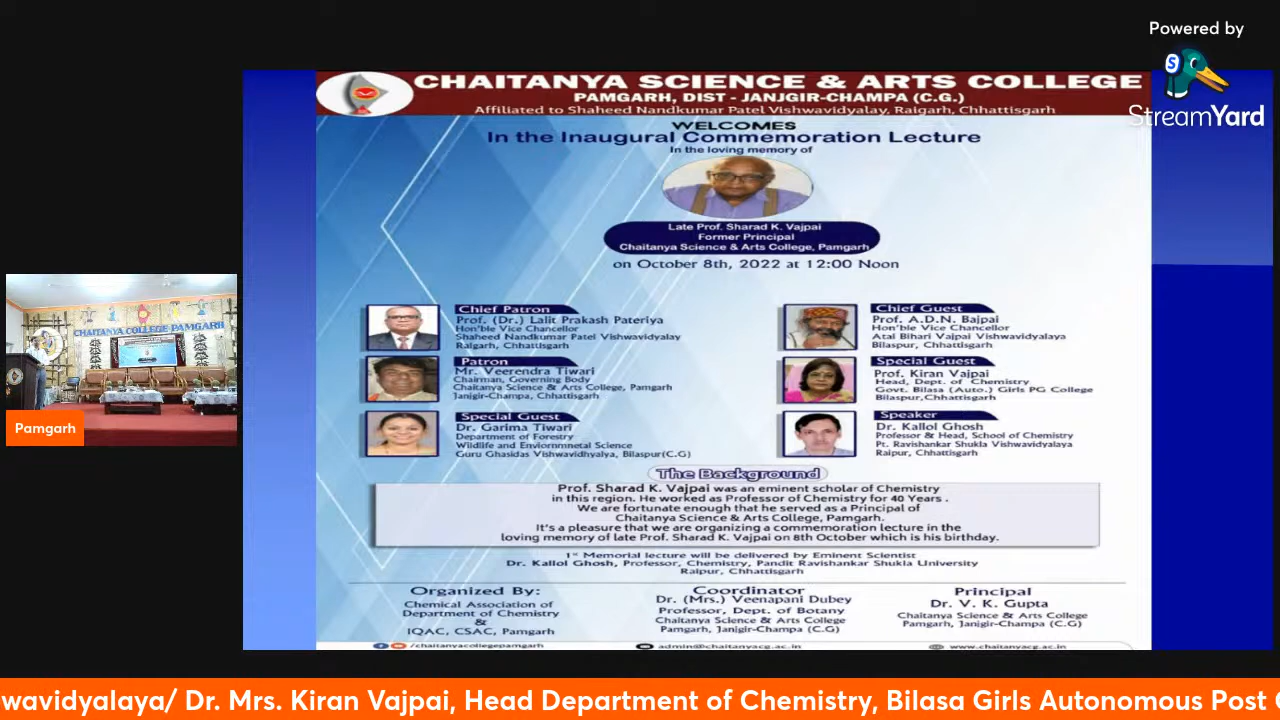 Powered by
StreamYard
CHAITANYA SCIENCE & ARTS COLLEGE
PAMGARH, DIST - JANJGIR-CHAMPA (C.G.)
Affiliated to Shaheed Nandkumar Patel Vishwavidyalay, Raigarh, Chhattisgarh
WELCOMES
In the Inaugural Commemoration Lecture
In the loving memory of
Late Prof. Sharad K. Vajpai
Former Principal
Chaitanya Science & Arts College, Pamgarh
on October 8th, 2022 at 12:00 Noon
Chief Patron
Prof. (Dr.) Lalit Prakash Pateriya
Hon'ble Vice Chancellor
Shaheed Nandkumar Patel Vishwavidyalay
Raigarh, Chhattisgarh
Patron
Mr. Veerendra Tiwari
Chairman, Governing Body
Chaitanya Science & Arts College, Pamgarh
Janjgir-Champa, Chhattisgarh
Special Guest
Dr. Garima Tiwari
Department of Forestry
Wildlife and Enviornmnetal Science
Guru Ghasidas Vishwavidhyalya, Bilaspur(C.G)
Chief Guest
Prof. A.D.N. Bajpai
Hon'ble Vice Chancellor
Atal Bihari Vajpai Vishwavidyalaya
Bilaspur, Chhattisgarh
Special Guest
Prof. Kiran Vajpai
Head, Dept. of Chemistry
Govt. Bilasa (Auto.) Girls PG College
Bilaspur,Chhattisgarh
Speaker
Dr. Kallol Ghosh
Professor & Head, School of Chemistry
Pt. Ravishankar Shukla Vishwavidyalaya
Raipur, Chhattisgarh
The Background
Prof. Sharad K. Vajpai was an eminent scholar of Chemistry
in this region. He worked as Professor of Chemistry for 40 Years .
We are fortunate enough that he served as a Principal of
Chaitanya Science & Arts College, Pamgarh.
It's a pleasure that we are organizing a commemoration lecture in the
loving memory of late Prof. Sharad K. Vajpai on 8th October which is his birthday.
1st Memorial lecture will be delivered by Eminent Scientist
Dr. Kallol Ghosh, Professor, Chemistry, Pandit Ravishankar Shukla University
Raipur, Chhattisgarh
Organized By:
Chemical Association of
Department of Chemistry
&
IQAC, CSAC, Pamgarh
Coordinator
Dr. (Mrs.) Veenapani Dubey
Professor, Dept. of Botany
Chaitanya Science & Arts College
Pamgarh, Janjgir-Champa (C.G)
Principal
Dr. V. K. Gupta
Chaitanya Science & Arts College
Pamgarh, Janjgir-Champa (C.G)
/chaitanyacollegepamgarh
admin@chaitanyacg.ac.in
www.chaitanyacg.ac.in
CHAITANYA COLLEGE PAMGARH
Pamgarh
wavidyalaya/ Dr. Mrs. Kiran Vajpai, Head Department of Chemistry, Bilasa Girls Autonomous Post